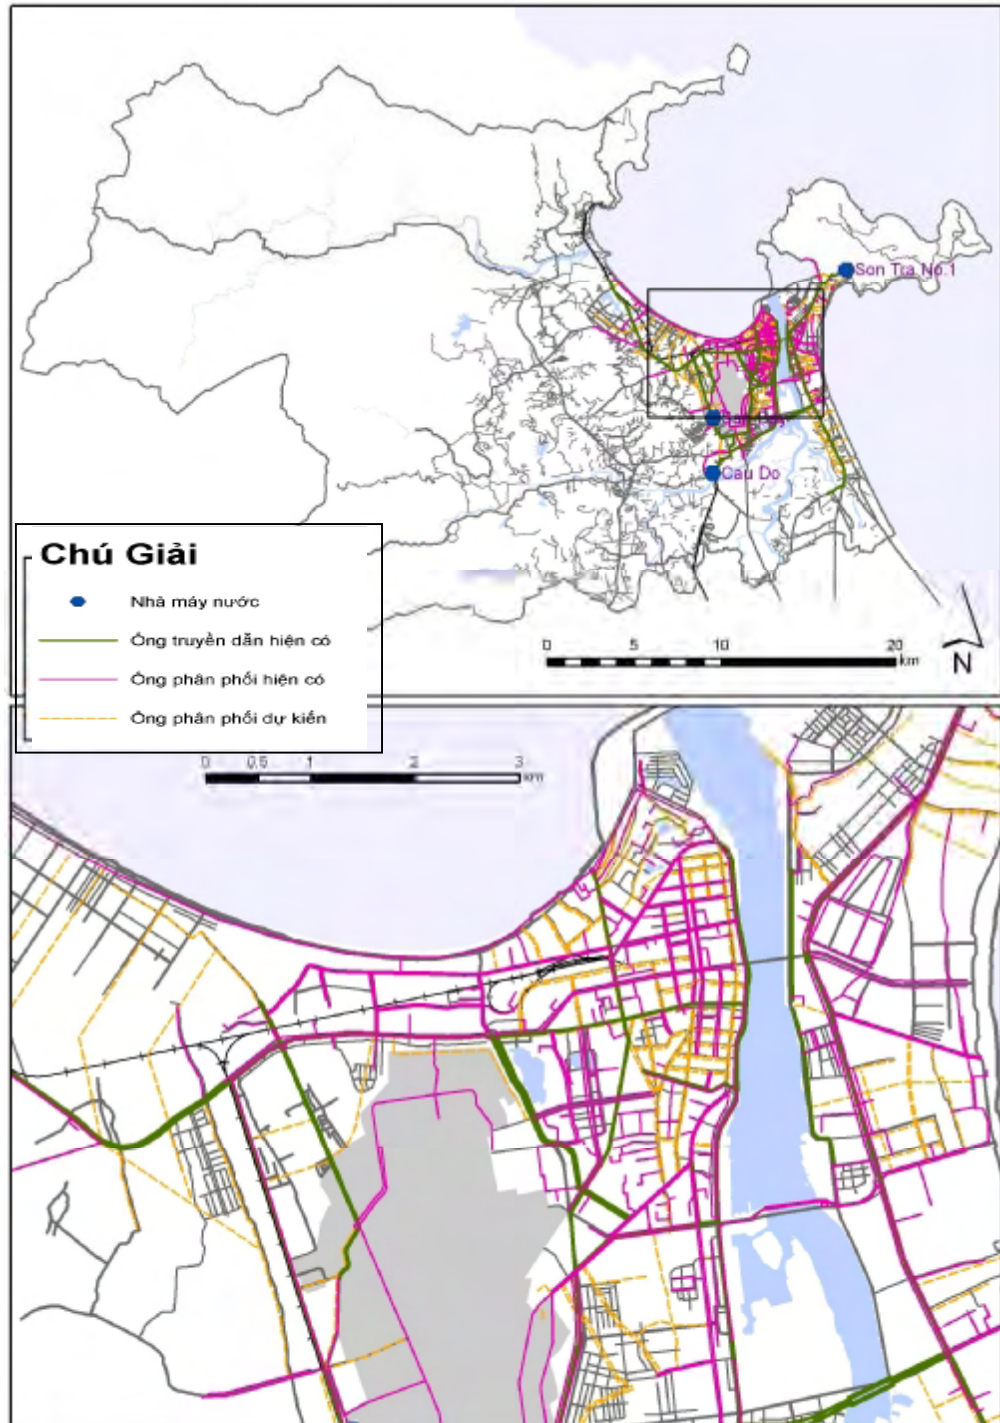 Son Tra No.1
Cau Do
Chú Giải
Nhà máy nước
Ống truyền dẫn hiện có
Ống phân phối hiện có
Ống phân phối dự kiến
0 5 10 20
km
N
0 0.5 1 2 3
km